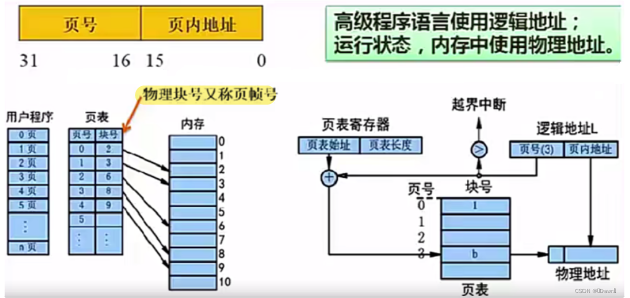 页号 页内地址
31 16 15 0
高级程序语言使用逻辑地址；
运行状态，内存中使用物理地址。
物理块号又称页帧号
用户程序
0 页
1 页
2 页
3 页
4 页
5 页
⋮
n 页
页表
页号 块号
0 2
1 3
2 6
3 8
4 9
5
⋮ ⋮
内存
0
1
2
3
4
5
6
7
8
9
10
越界中断
页表寄存器
页表始址 页表长度
>
逻辑地址L
页号(3) 页内地址
+
页号
块号
0 1
1
2
3 b
页表
物理地址